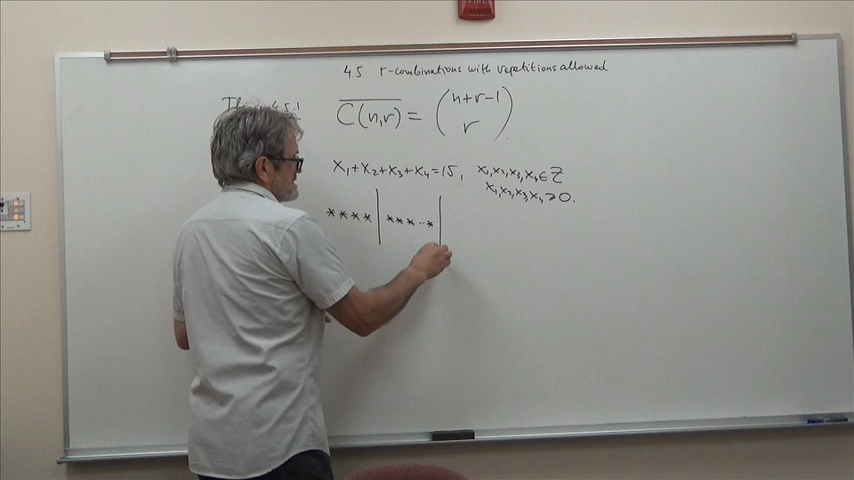 4.5 r-combinations with repetitions allowed
C(n,r) = (n+r-1 r)
x₁+x₂+x₃+x₄=15, x₁,x₂,x₃,x₄∈Z
x₁,x₂,x₃,x₄≥0.
****|***...*|